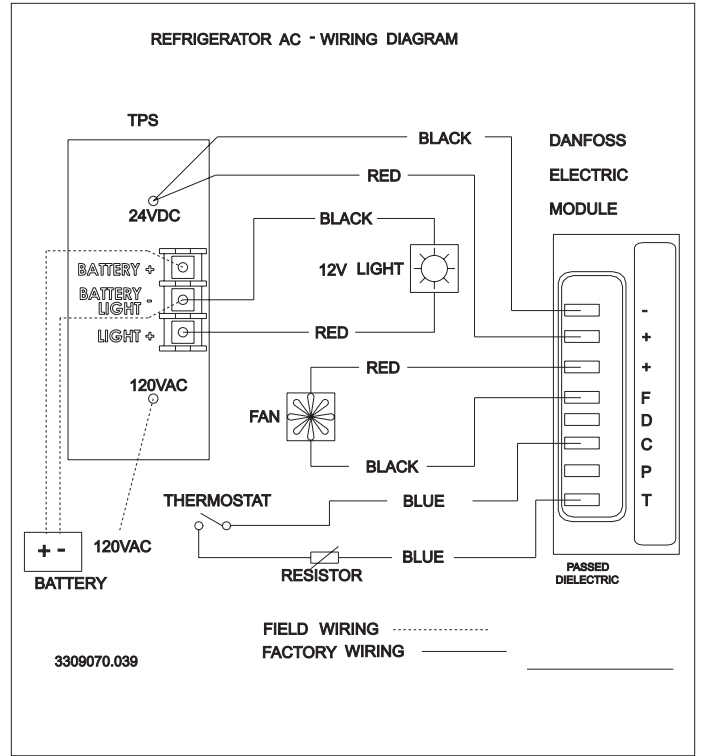 REFRIGERATOR AC - WIRING DIAGRAM
TPS
BLACK
DANFOSS
ELECTRIC
MODULE
RED
24VDC
BLACK
BATTERY +
BATTERY -
LIGHT
12V LIGHT
LIGHT +
RED
-
+
+
F
D
C
P
T
RED
120VAC
FAN
BLACK
THERMOSTAT
BLUE
120VAC
+ -
BATTERY
RESISTOR
BLUE
PASSED
DIELECTRIC
FIELD WIRING
FACTORY WIRING
3309070.039